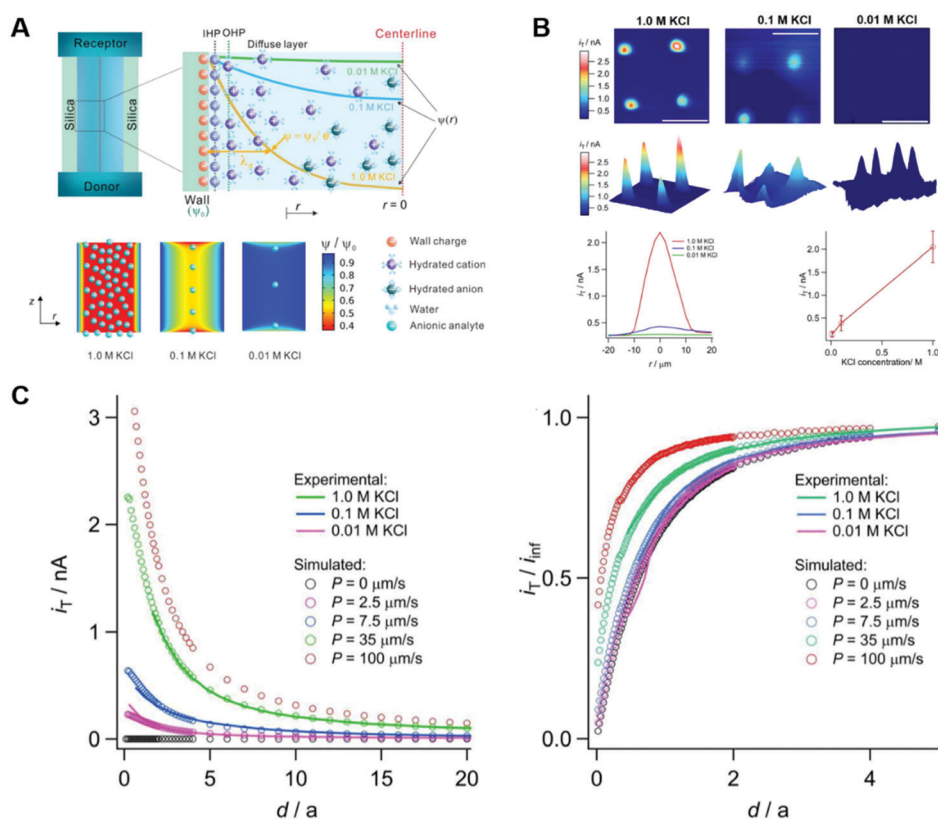 A
Receptor
Silica
Silica
Donor
IHP
OHP
Diffuse layer
Centerline
0.01 M KCl
0.1 M KCl
1.0 M KCl
ψ(r)
Wall
(ψ₀)
r
r = 0
ψ / ψ₀
0.9
0.8
0.7
0.6
0.5
0.4
z
r
1.0 M KCl
0.1 M KCl
0.01 M KCl
Wall charge
Hydrated cation
Hydrated anion
Water
Anionic analyte
B
1.0 M KCl
0.1 M KCl
0.01 M KCl
iT / nA
2.5
2.0
1.5
1.0
0.5
iT / nA
2.5
2.0
1.5
1.0
0.5
iT / nA
2.0
1.5
1.0
0.5
1.0 M KCl
0.1 M KCl
0.01 M KCl
-20
-10
0
10
20
r / μm
iT / nA
2.5
2.0
1.5
1.0
0.5
0.0
0.5
1.0
KCl concentration/ M
C
iT / nA
3
2
1
0
Experimental:
1.0 M KCl
0.1 M KCl
0.01 M KCl
Simulated:
P = 0 μm/s
P = 2.5 μm/s
P = 7.5 μm/s
P = 35 μm/s
P = 100 μm/s
0
5
10
15
20
d / a
iT / iinf
1.0
0.5
0.0
Experimental:
1.0 M KCl
0.1 M KCl
0.01 M KCl
Simulated:
P = 0 μm/s
P = 2.5 μm/s
P = 7.5 μm/s
P = 35 μm/s
P = 100 μm/s
0
2
4
d / a